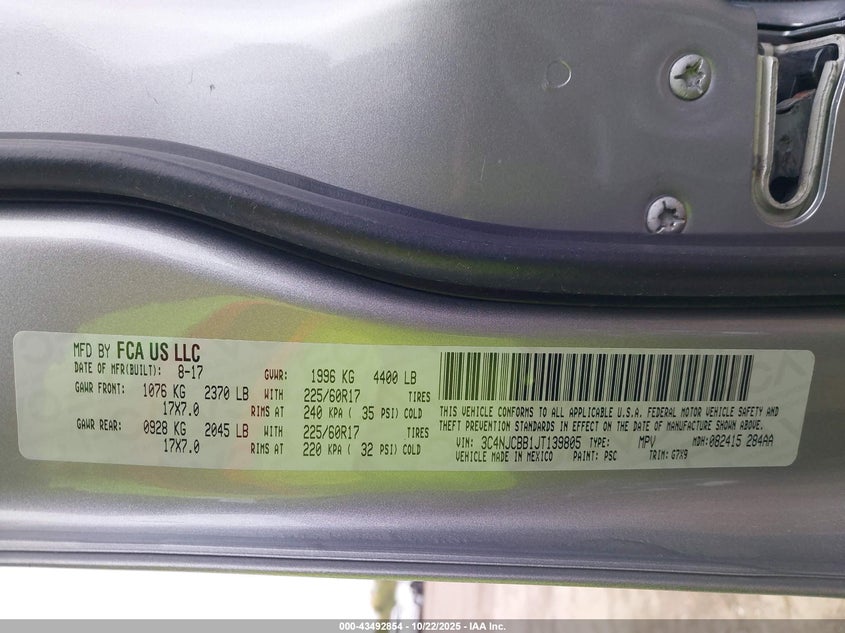 MFD BY FCA US LLC
DATE OF MFR(BUILT): 8-17 GVWR: 1996 KG 4400 LB
GAWR FRONT: 1076 KG 2370 LB WITH 225/60R17 TIRES
17X7.0 RIMS AT 240 KPA ( 35 PSI) COLD
GAWR REAR: 0928 KG 2045 LB WITH 225/60R17 TIRES
17X7.0 RIMS AT 220 KPA ( 32 PSI) COLD
THIS VEHICLE CONFORMS TO ALL APPLICABLE U.S.A. FEDERAL MOTOR VEHICLE SAFETY AND
THEFT PREVENTION STANDARDS IN EFFECT ON THE DATE OF MANUFACTURE SHOWN ABOVE.
VIN: 3C4NJCBB1JT139805 TYPE: MPV MDH: 082415 284AA
VEHICLE MADE IN MEXICO PAINT: PSC TRIM: G7X9
000-43492854 - 10/22/2025 - IAA Inc.